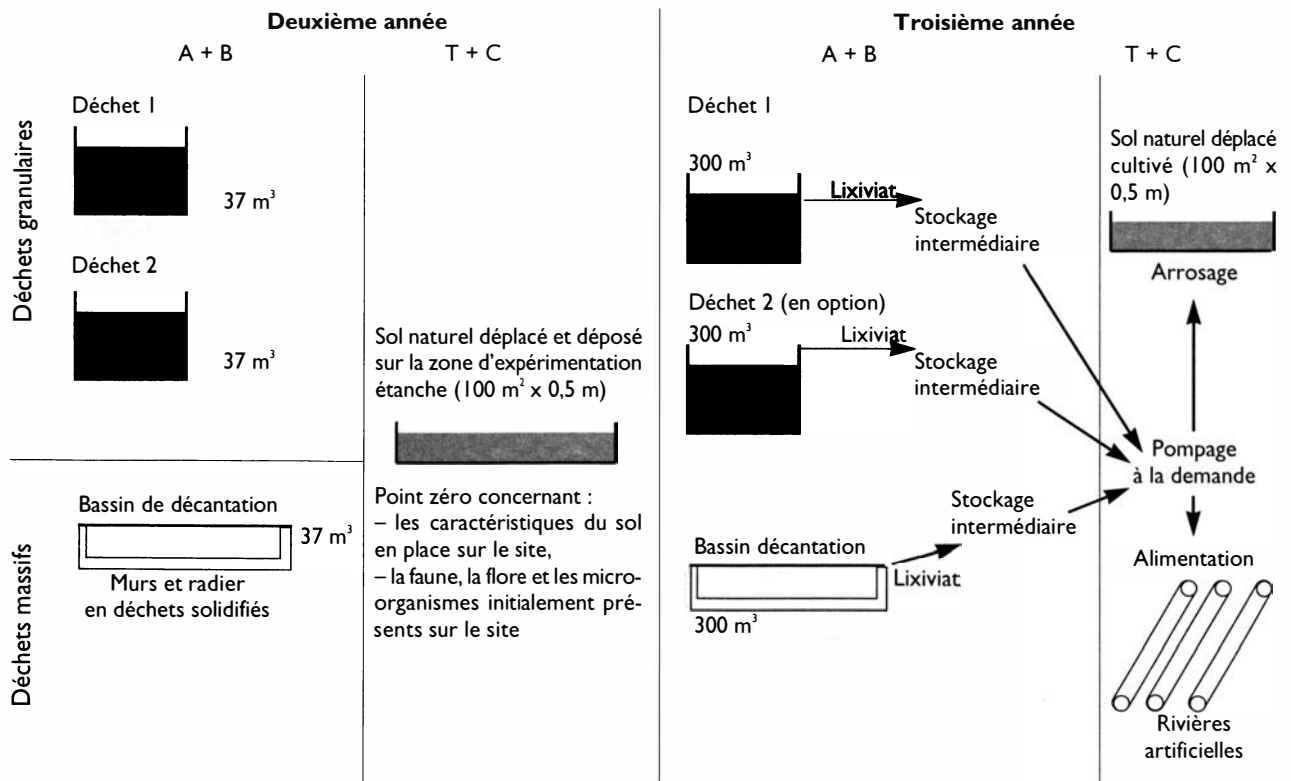 Deuxième année
A + B
T + C
Déchets granulaires
Déchet 1
37 m³
Déchet 2
37 m³
Déchets massifs
Bassin de décantation
37 m³
Murs et radier
en déchets solidifiés
Sol naturel déplacé et déposé
sur la zone d'expérimentation
étanche (100 m² x 0,5 m)
Point zéro concernant :
– les caractéristiques du sol
en place sur le site,
– la faune, la flore et les micro-
organismes initialement pré-
sents sur le site
Troisième année
A + B
T + C
Déchet 1
300 m³
Lixiviat
Stockage
intermédiaire
Déchet 2 (en option)
300 m³
Lixiviat
Stockage
intermédiaire
Bassin décantation
Lixiviat
300 m³
Stockage
intermédiaire
Sol naturel déplacé
cultivé (100 m² x
0,5 m)
Arrosage
Pompage
à la demande
Alimentation
Rivières
artificielles